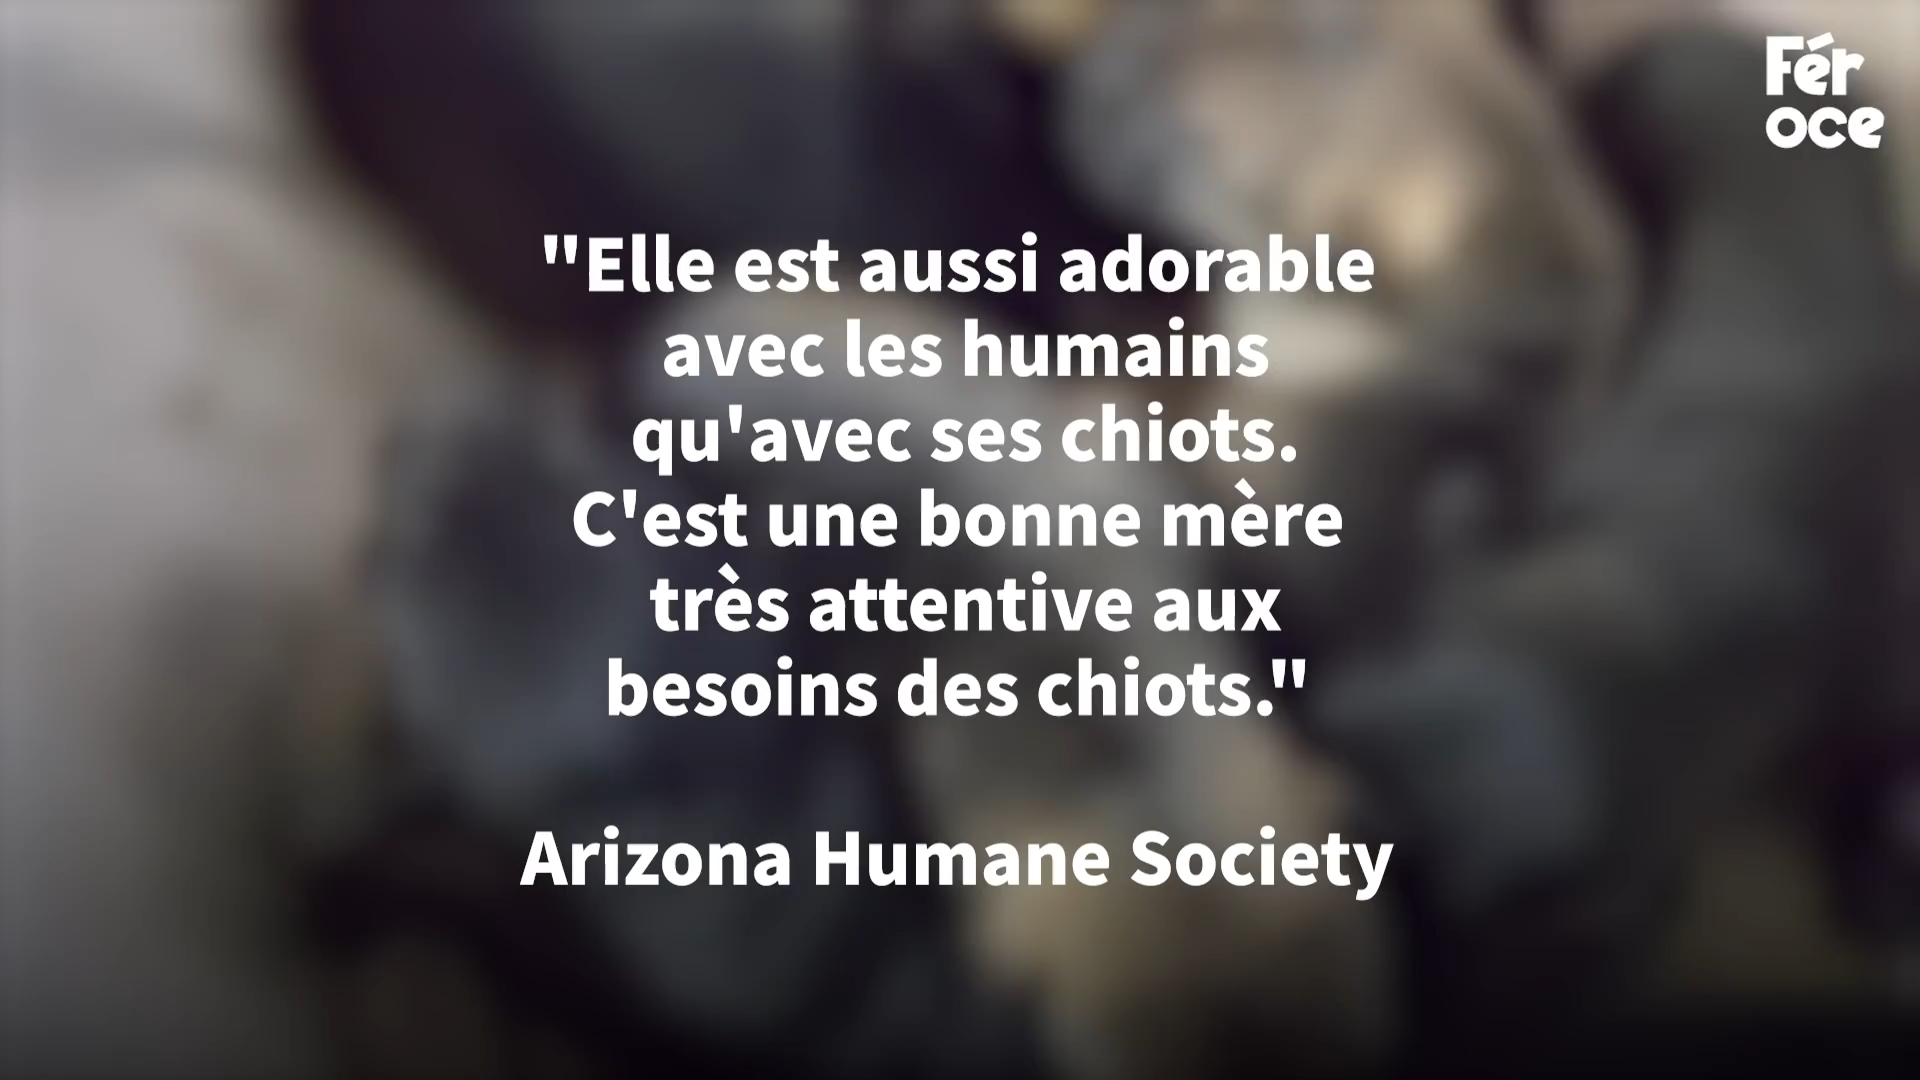 Fér
oce
"Elle est aussi adorable
avec les humains
qu'avec ses chiots.
C'est une bonne mère
très attentive aux
besoins des chiots."
Arizona Humane Society